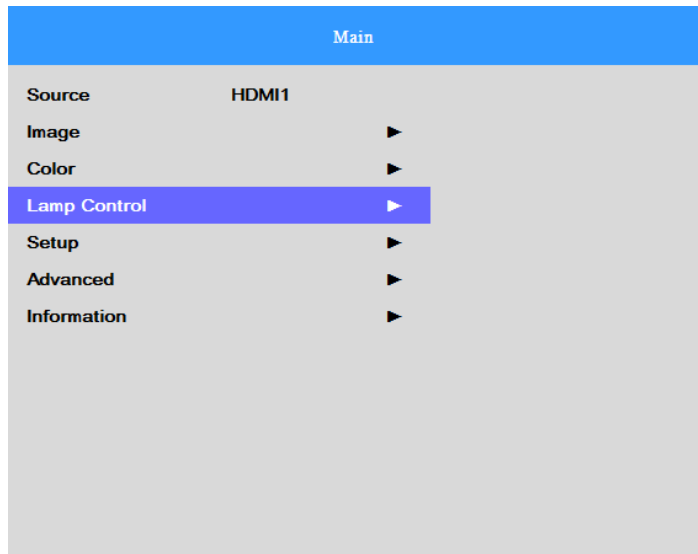 Main
Source HDMI1
Image
Color
Lamp Control
Setup
Advanced
Information